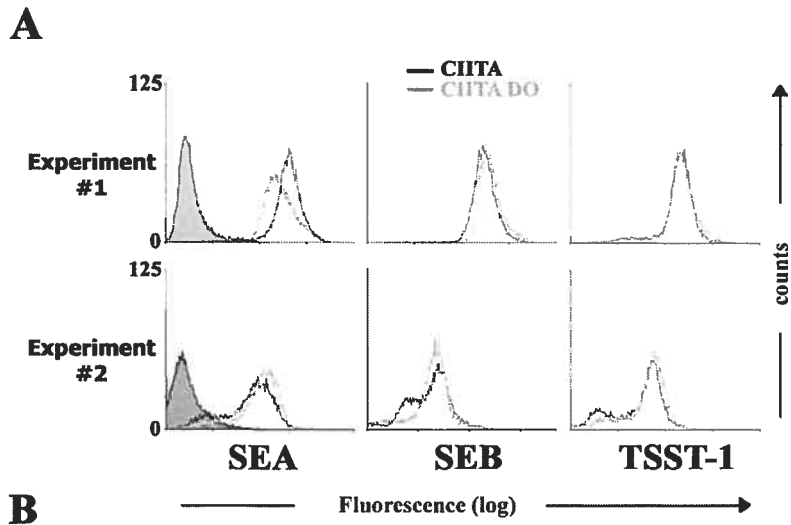 A
CIITA
CIITA DO
125
Experiment
#1
0
125
Experiment
#2
0
counts
SEA
SEB
TSST-1
B
Fluorescence (log)